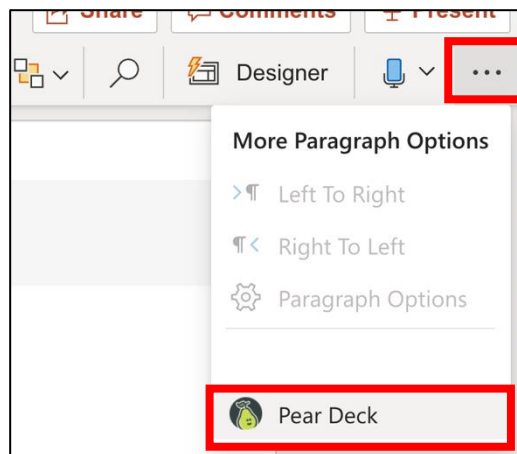 Share Comments Present
Designer
More Paragraph Options
Left To Right
Right To Left
Paragraph Options
Pear Deck